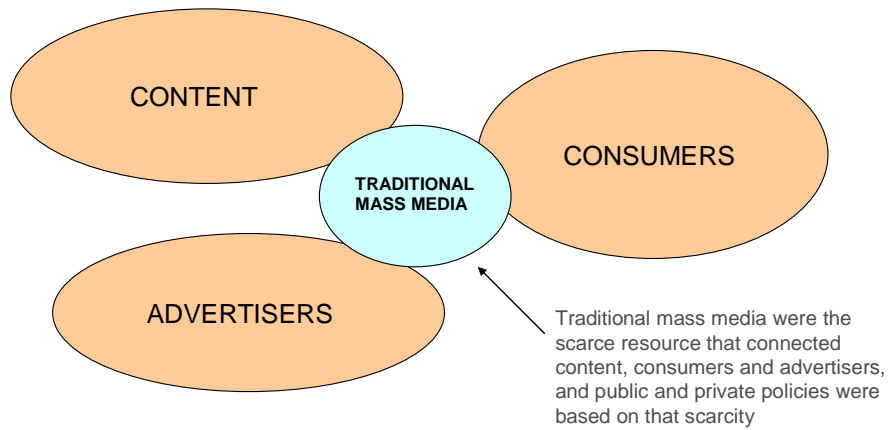 CONTENT
CONSUMERS
TRADITIONAL
MASS MEDIA
ADVERTISERS
Traditional mass media were the
scarce resource that connected
content, consumers and advertisers,
and public and private policies were
based on that scarcity